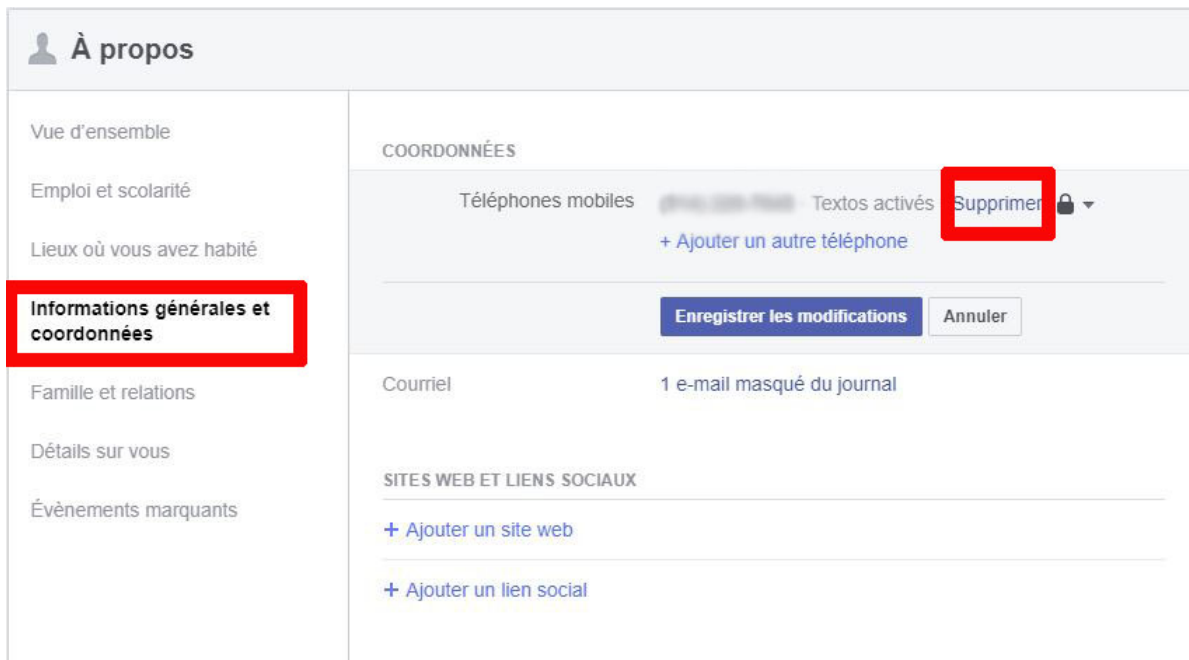 À propos
Vue d'ensemble
Emploi et scolarité
Lieux où vous avez habité
Informations générales et
coordonnées
Famille et relations
Détails sur vous
Évènements marquants
COORDONNÉES
Téléphones mobiles · Textos activés Supprimer
+ Ajouter un autre téléphone
Enregistrer les modifications Annuler
Courriel 1 e-mail masqué du journal
SITES WEB ET LIENS SOCIAUX
+ Ajouter un site web
+ Ajouter un lien social